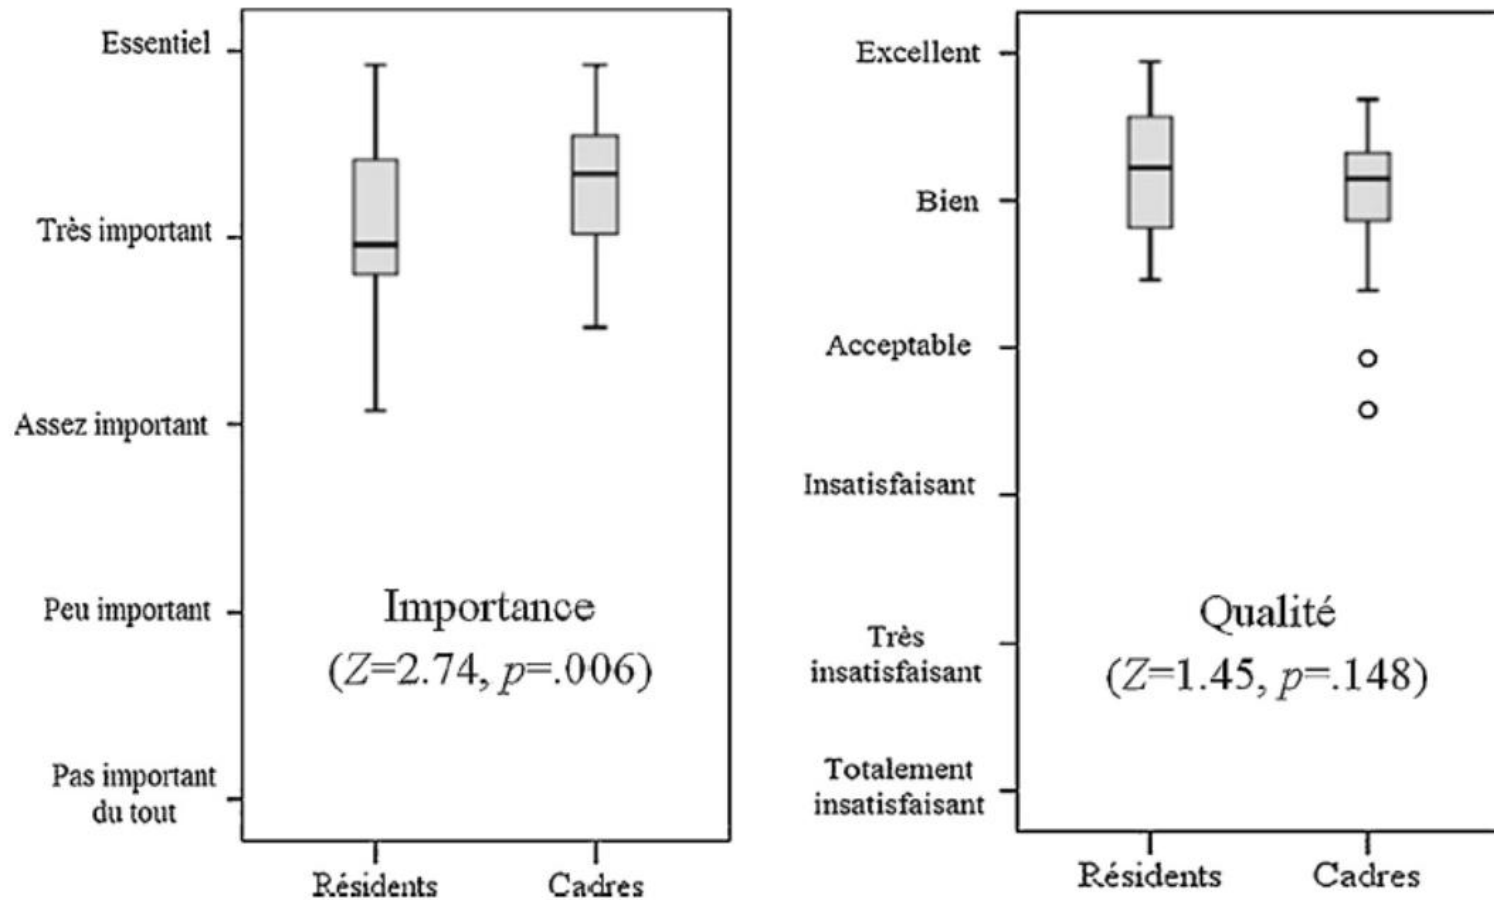 Essentiel
Très important
Assez important
Peu important
Pas important
du tout
Importance
(Z=2.74, p=.006)
Résidents
Cadres
Excellent
Bien
Acceptable
Insatisfaisant
Très
insatisfaisant
Totalement
insatisfaisant
Qualité
(Z=1.45, p=.148)
Résidents
Cadres